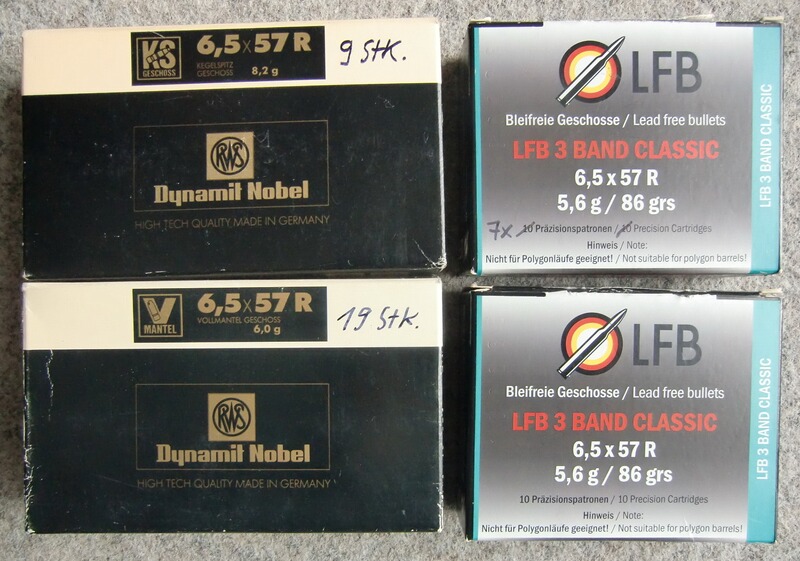 KS
GESCHOSS
6,5 x 57 R
KEGELSPITZ
GESCHOSS 8,2 g
9 Stk.
RWS
Dynamit Nobel
HIGH TECH QUALITY MADE IN GERMANY
LFB
Bleifreie Geschosse / Lead free bullets
LFB 3 BAND CLASSIC
6,5 x 57 R
5,6 g / 86 grs
7x 10 Präzisionspatronen / 10 Precision Cartridges
Hinweis / Note:
Nicht für Polygonläufe geeignet! / Not suitable for polygon barrels!
LFB 3 BAND CLASSIC
V
MANTEL
6,5 x 57 R
VOLLMANTEL GESCHOSS
6,0 g
19 Stk.
RWS
Dynamit Nobel
HIGH TECH QUALITY MADE IN GERMANY
LFB
Bleifreie Geschosse / Lead free bullets
LFB 3 BAND CLASSIC
6,5 x 57 R
5,6 g / 86 grs
10 Präzisionspatronen / 10 Precision Cartridges
Hinweis / Note:
Nicht für Polygonläufe geeignet! / Not suitable for polygon barrels!
LFB 3 BAND CLASSIC